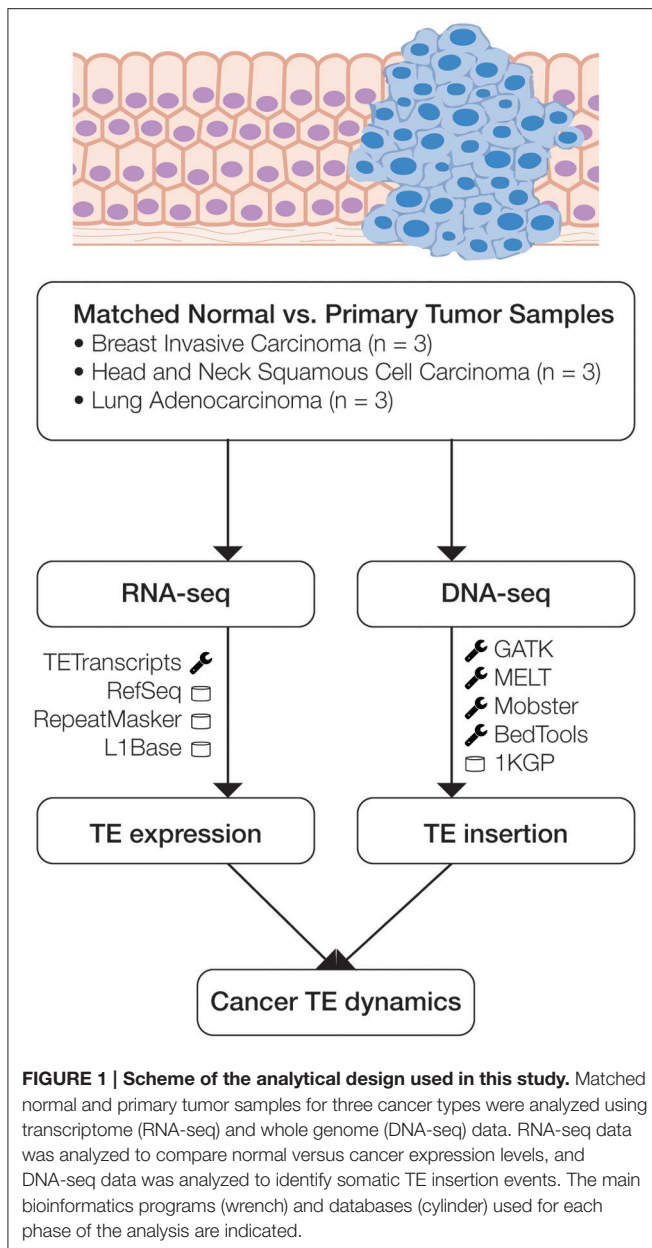 Matched Normal vs. Primary Tumor Samples
• Breast Invasive Carcinoma (n = 3)
• Head and Neck Squamous Cell Carcinoma (n = 3)
• Lung Adenocarcinoma (n = 3)
RNA-seq
DNA-seq
TETranscripts
RefSeq
RepeatMasker
L1Base
GATK
MELT
Mobster
BedTools
1KGP
TE expression
TE insertion
Cancer TE dynamics
FIGURE 1 | Scheme of the analytical design used in this study. Matched
normal and primary tumor samples for three cancer types were analyzed using
transcriptome (RNA-seq) and whole genome (DNA-seq) data. RNA-seq data
was analyzed to compare normal versus cancer expression levels, and
DNA-seq data was analyzed to identify somatic TE insertion events. The main
bioinformatics programs (wrench) and databases (cylinder) used for each
phase of the analysis are indicated.